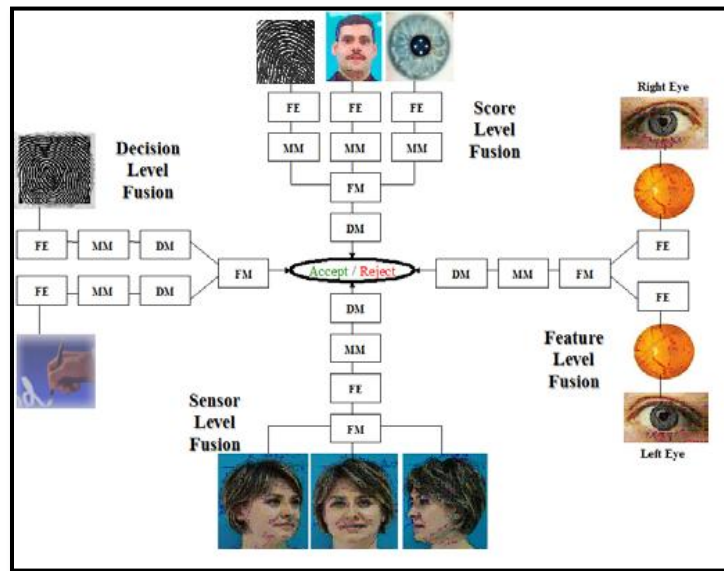 FE FE FE
MM MM MM
FM
DM
Score
Level
Fusion
Decision
Level
Fusion
FE MM DM
FE MM DM
FM
Accept / Reject
Right Eye
FE
DM MM FM
FE
Feature
Level
Fusion
Left Eye
DM
MM
FE
FM
Sensor
Level
Fusion